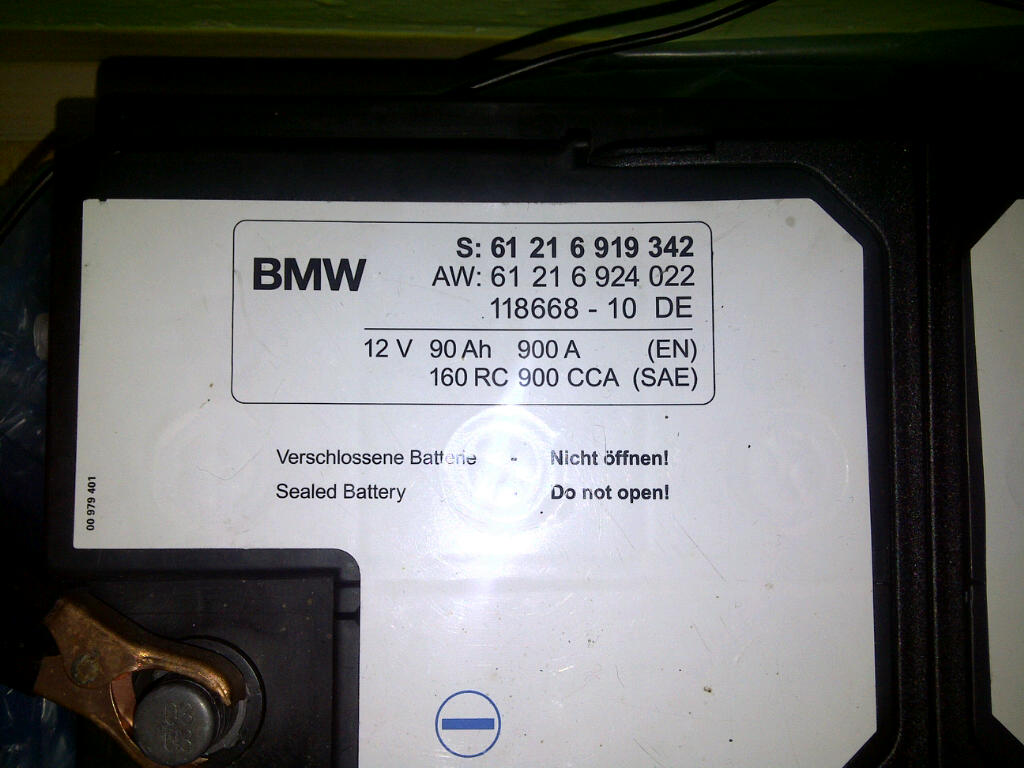 BMW
S: 61 21 6 919 342
AW: 61 21 6 924 022
118668 - 10 DE
12 V 90 Ah 900 A (EN)
160 RC 900 CCA (SAE)
Verschlossene Batterie - Nicht öffnen!
Sealed Battery - Do not open!
00 979 401